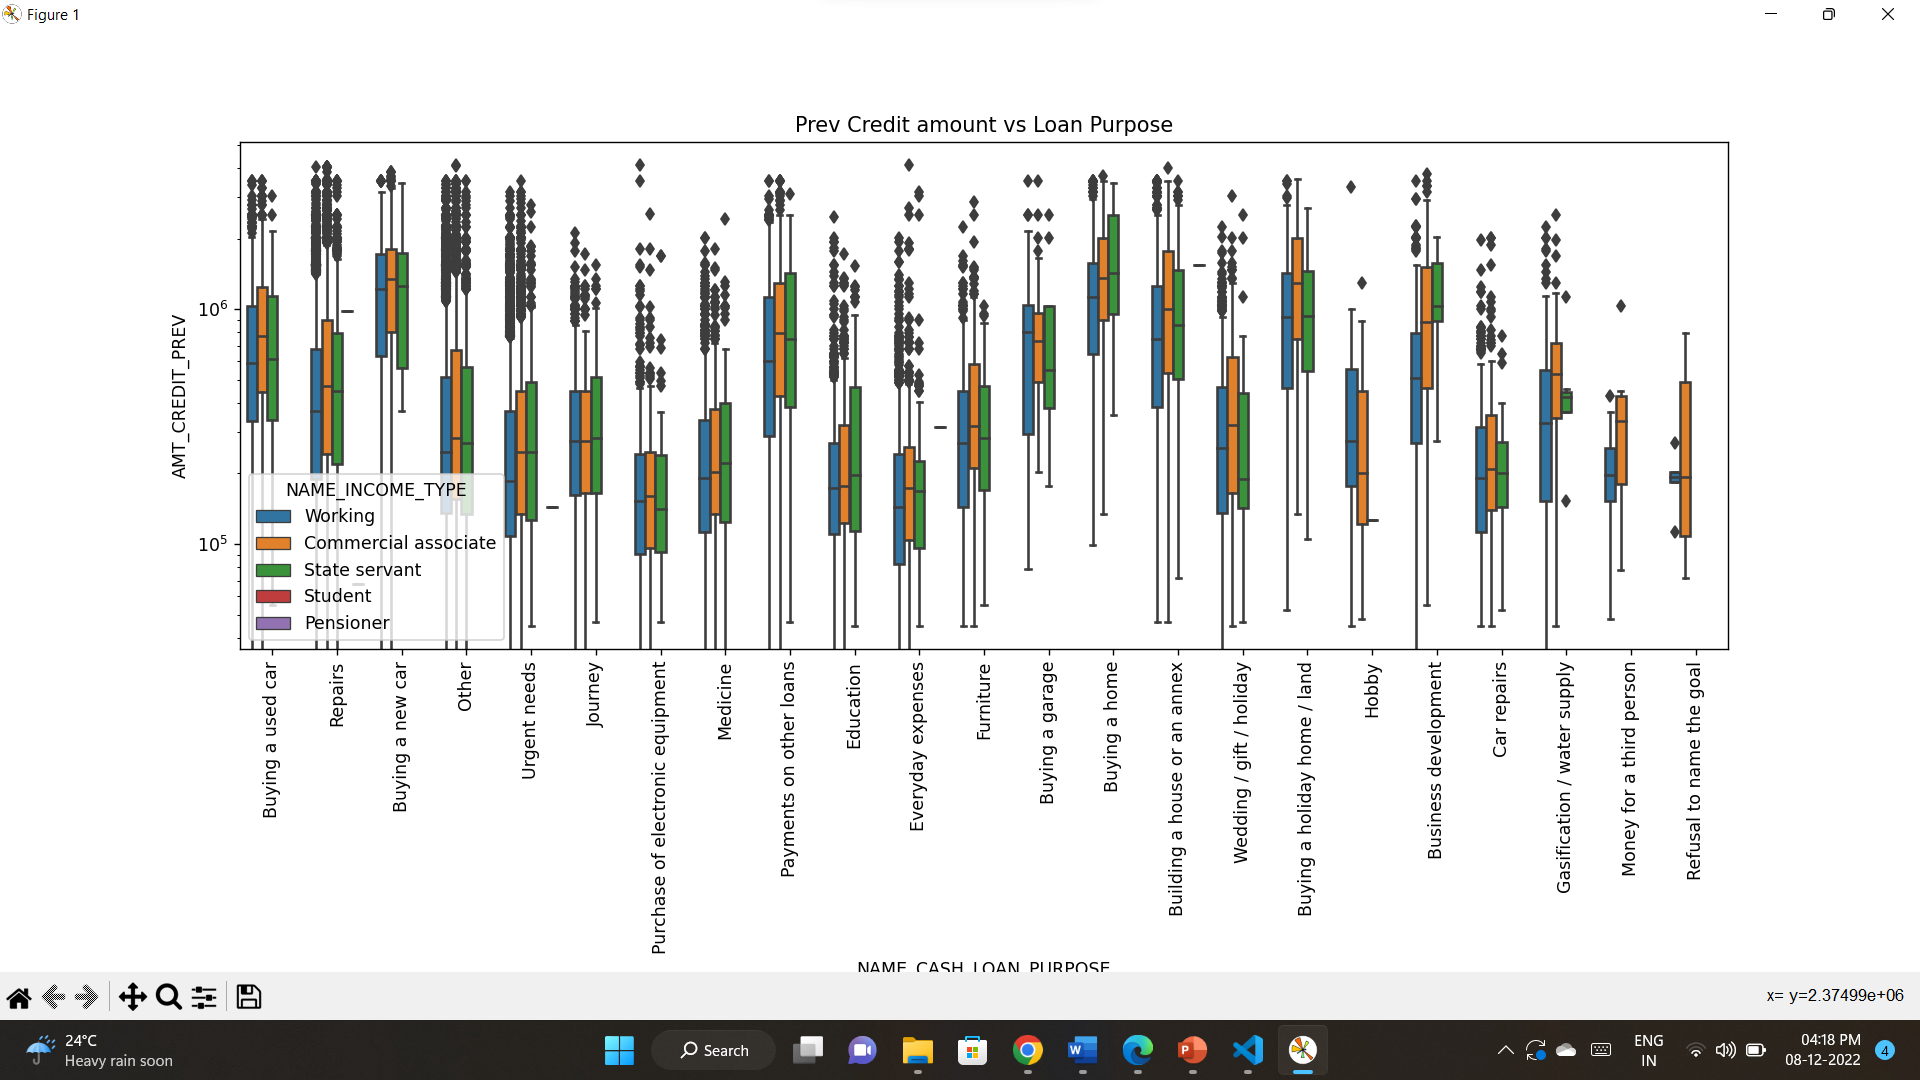 Figure 1
Prev Credit amount vs Loan Purpose
AMT_CREDIT_PREV
10⁶
10⁵
NAME_INCOME_TYPE
Working
Commercial associate
State servant
Student
Pensioner
Buying a used car
Repairs
Buying a new car
Other
Urgent needs
Journey
Purchase of electronic equipment
Medicine
Payments on other loans
Education
Everyday expenses
Furniture
Buying a garage
Buying a home
Building a house or an annex
Wedding / gift / holiday
Buying a holiday home / land
Hobby
Business development
Car repairs
Gasification / water supply
Money for a third person
Refusal to name the goal
NAME_CASH_LOAN_PURPOSE
x= y=2.37499e+06
24°C
Heavy rain soon
Search
W
P
ENG
IN
04:18 PM
08-12-2022
4